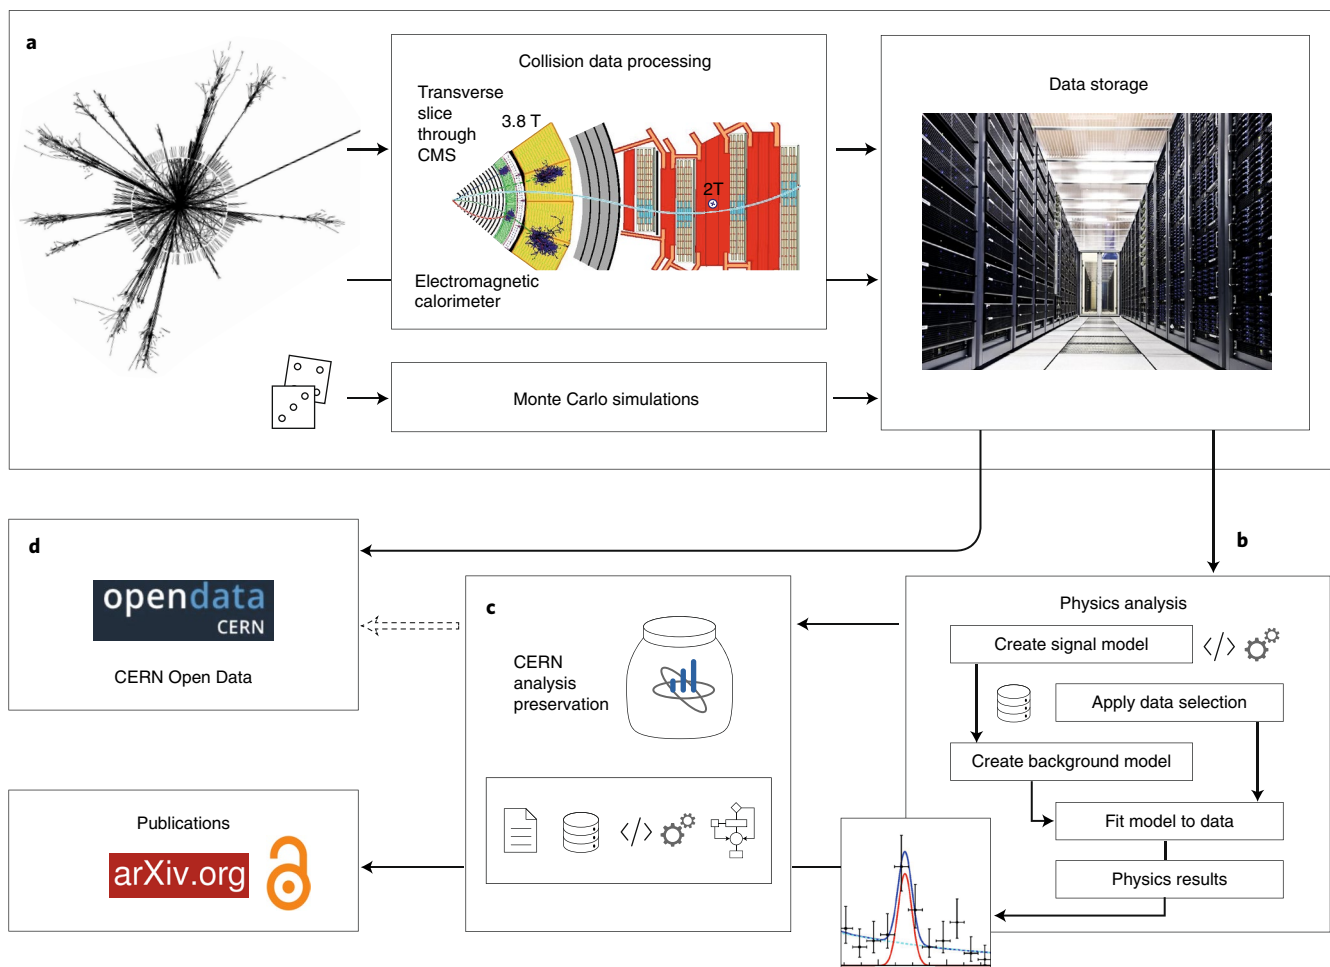 a
Collision data processing
Transverse
slice
through
CMS
3.8 T
2T
Electromagnetic
calorimeter
Data storage
Monte Carlo simulations
b
Physics analysis
Create signal model
</>
Apply data selection
Create background model
Fit model to data
Physics results
c
CERN
analysis
preservation
</>
d
opendata
CERN
CERN Open Data
Publications
arXiv.org